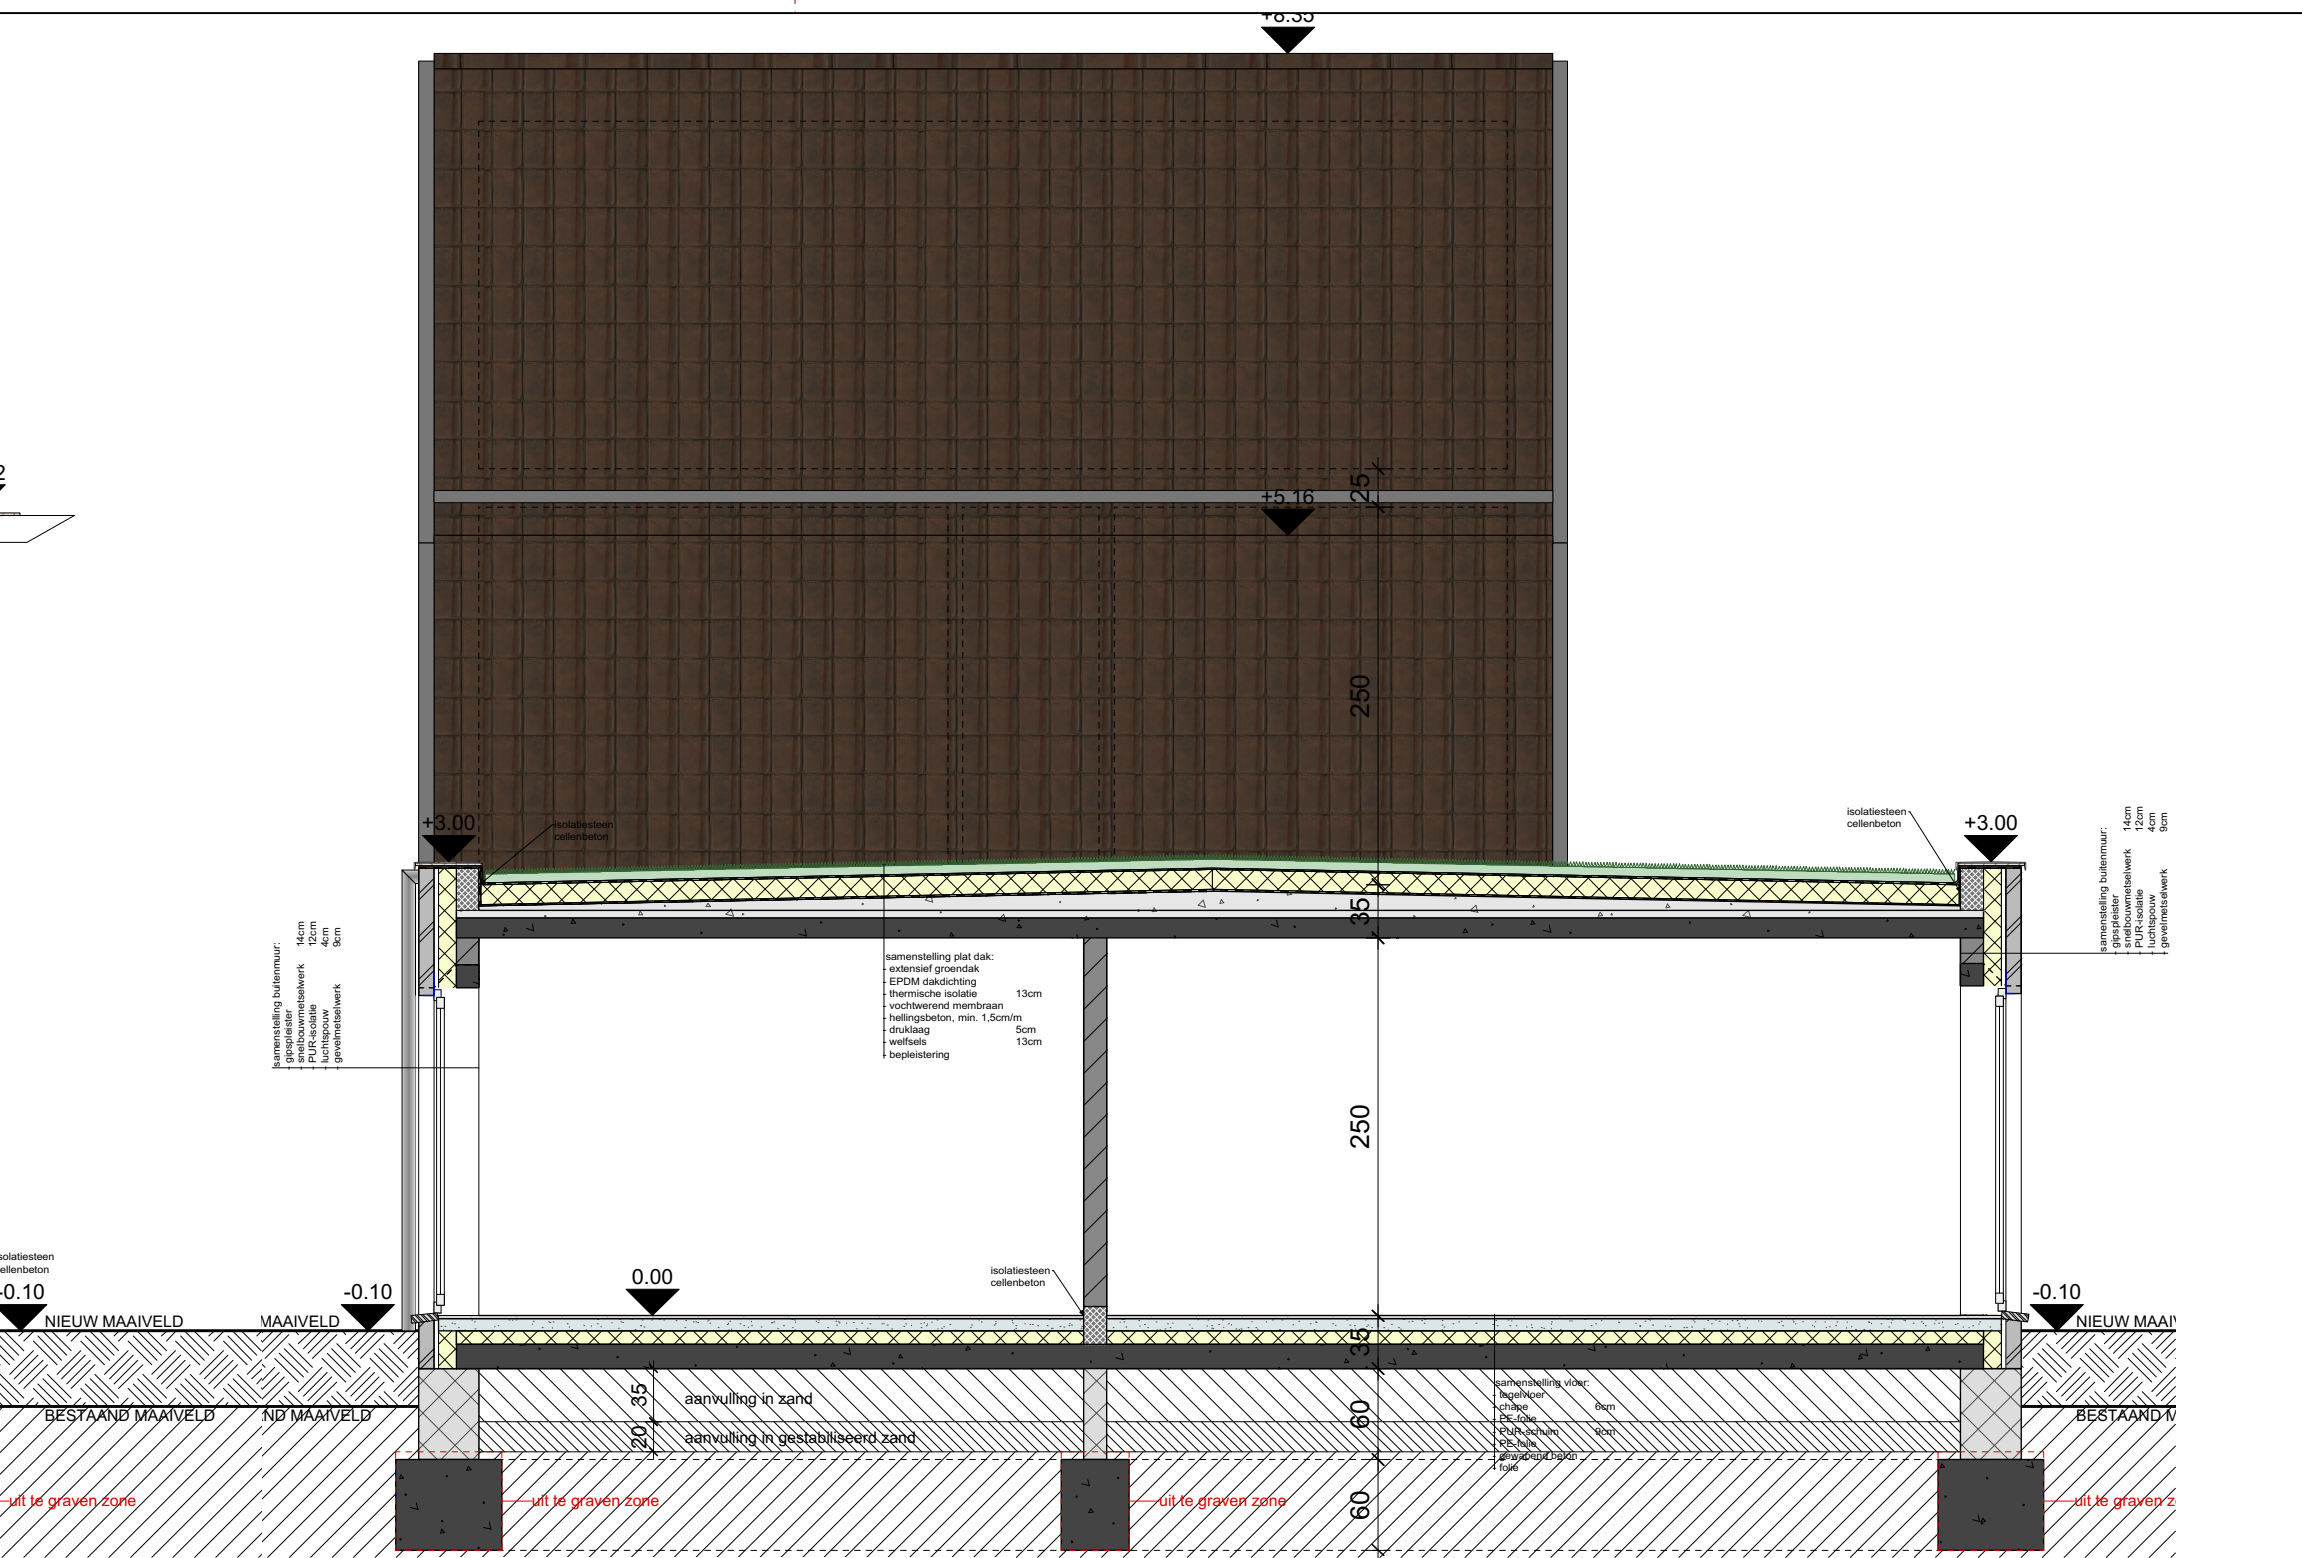 +8.35
25
+5.16
250
+3.00
isolatiesteen
cellenbeton
isolatiesteen
cellenbeton
+3.00
samenstelling buitenmuur:
- gipspleister
- snelbouwmetselwerk 14cm
- PUR-isolatie 12cm
- luchtspouw 4cm
- gevelmetselwerk 9cm
35
samenstelling buitenmuur:
- gipspleister
- snelbouwmetselwerk 14cm
- PUR-isolatie 12cm
- luchtspouw 4cm
- gevelmetselwerk 9cm
samenstelling plat dak:
- extensief groendak
- EPDM dakdichting
- thermische isolatie 13cm
- vochtwerend membraan
- hellingsbeton, min. 1,5cm/m
- druklaag 5cm
- welfsels 13cm
- bepleistering
250
solatiesteen
ellenbeton
-0.10
-0.10
0.00
isolatiesteen
cellenbeton
-0.10
NIEUW MAAIVELD
MAAIVELD
NIEUW MAAI
35
35
aanvulling in zand
samenstelling vloer:
- tegelvloer
- chape 6cm
- PE-folie
- PUR-schuim 9cm
- PE-folie
- gewapend beton
- folie
60
BESTAAND MAAIVELD
ND MAAIVELD
BESTAAND M
20
aanvulling in gestabiliseerd zand
uit te graven zone
uit te graven zone
uit te graven zone
uit te graven z
60